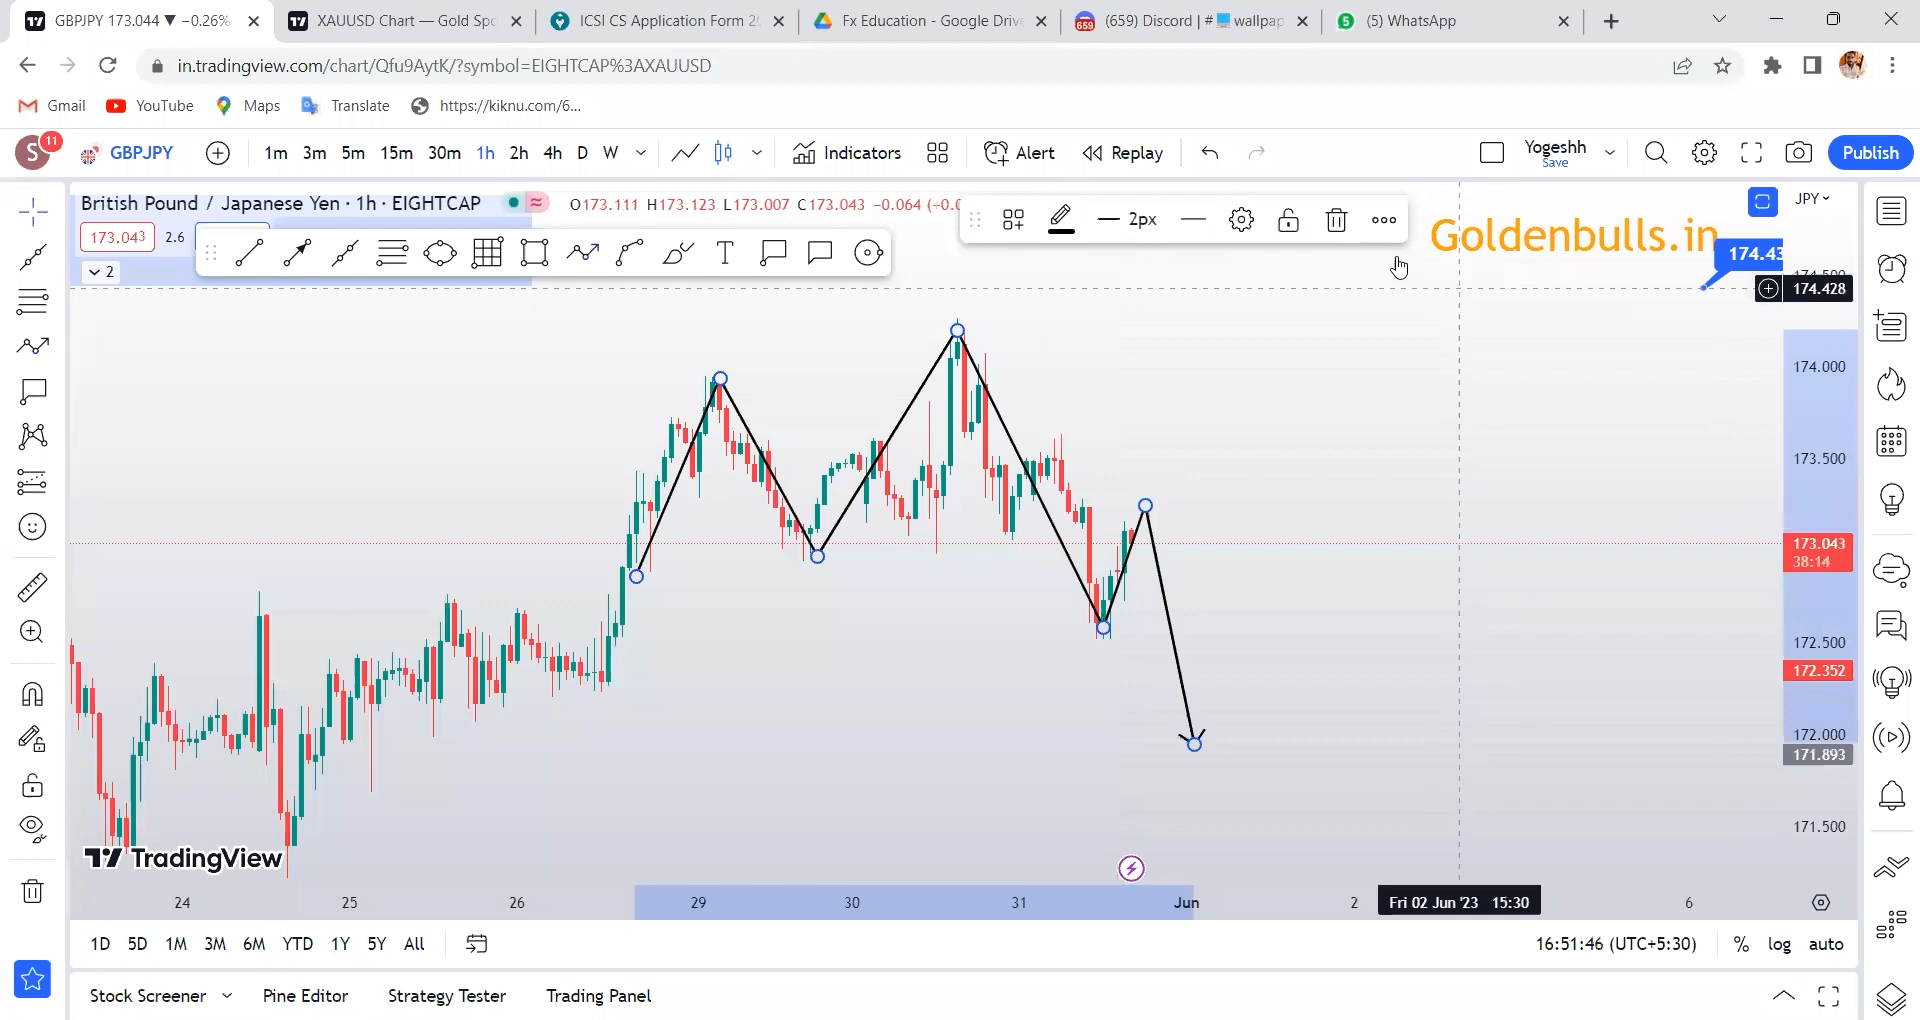 GBPJPY 173.044 ▼ −0.26%
XAUUSD Chart — Gold Spo
ICSI CS Application Form 2
Fx Education - Google Drive
659
(659) Discord | # wallpap
5
(5) WhatsApp
in.tradingview.com/chart/Qfu9AytK/?symbol=EIGHTCAP%3AXAUUSD
Gmail YouTube Maps Translate https://kiknu.com/6...
S 11 GBPJPY 1m 3m 5m 15m 30m 1h 2h 4h D W Indicators Alert Replay Yogeshh Save Publish
British Pound / Japanese Yen · 1h · EIGHTCAP O173.111 H173.123 L173.007 C173.043 −0.064
JPY
173.043 2.6
2px
T
Goldenbulls.in
174.43
2
174.500
174.428
174.000
173.500
173.043
38:14
172.500
172.352
172.000
171.893
171.500
TradingView
24 25 26 29 30 31 Jun 2 Fri 02 Jun '23 15:30 6
1D 5D 1M 3M 6M YTD 1Y 5Y All 16:51:46 (UTC+5:30) % log auto
Stock Screener Pine Editor Strategy Tester Trading Panel